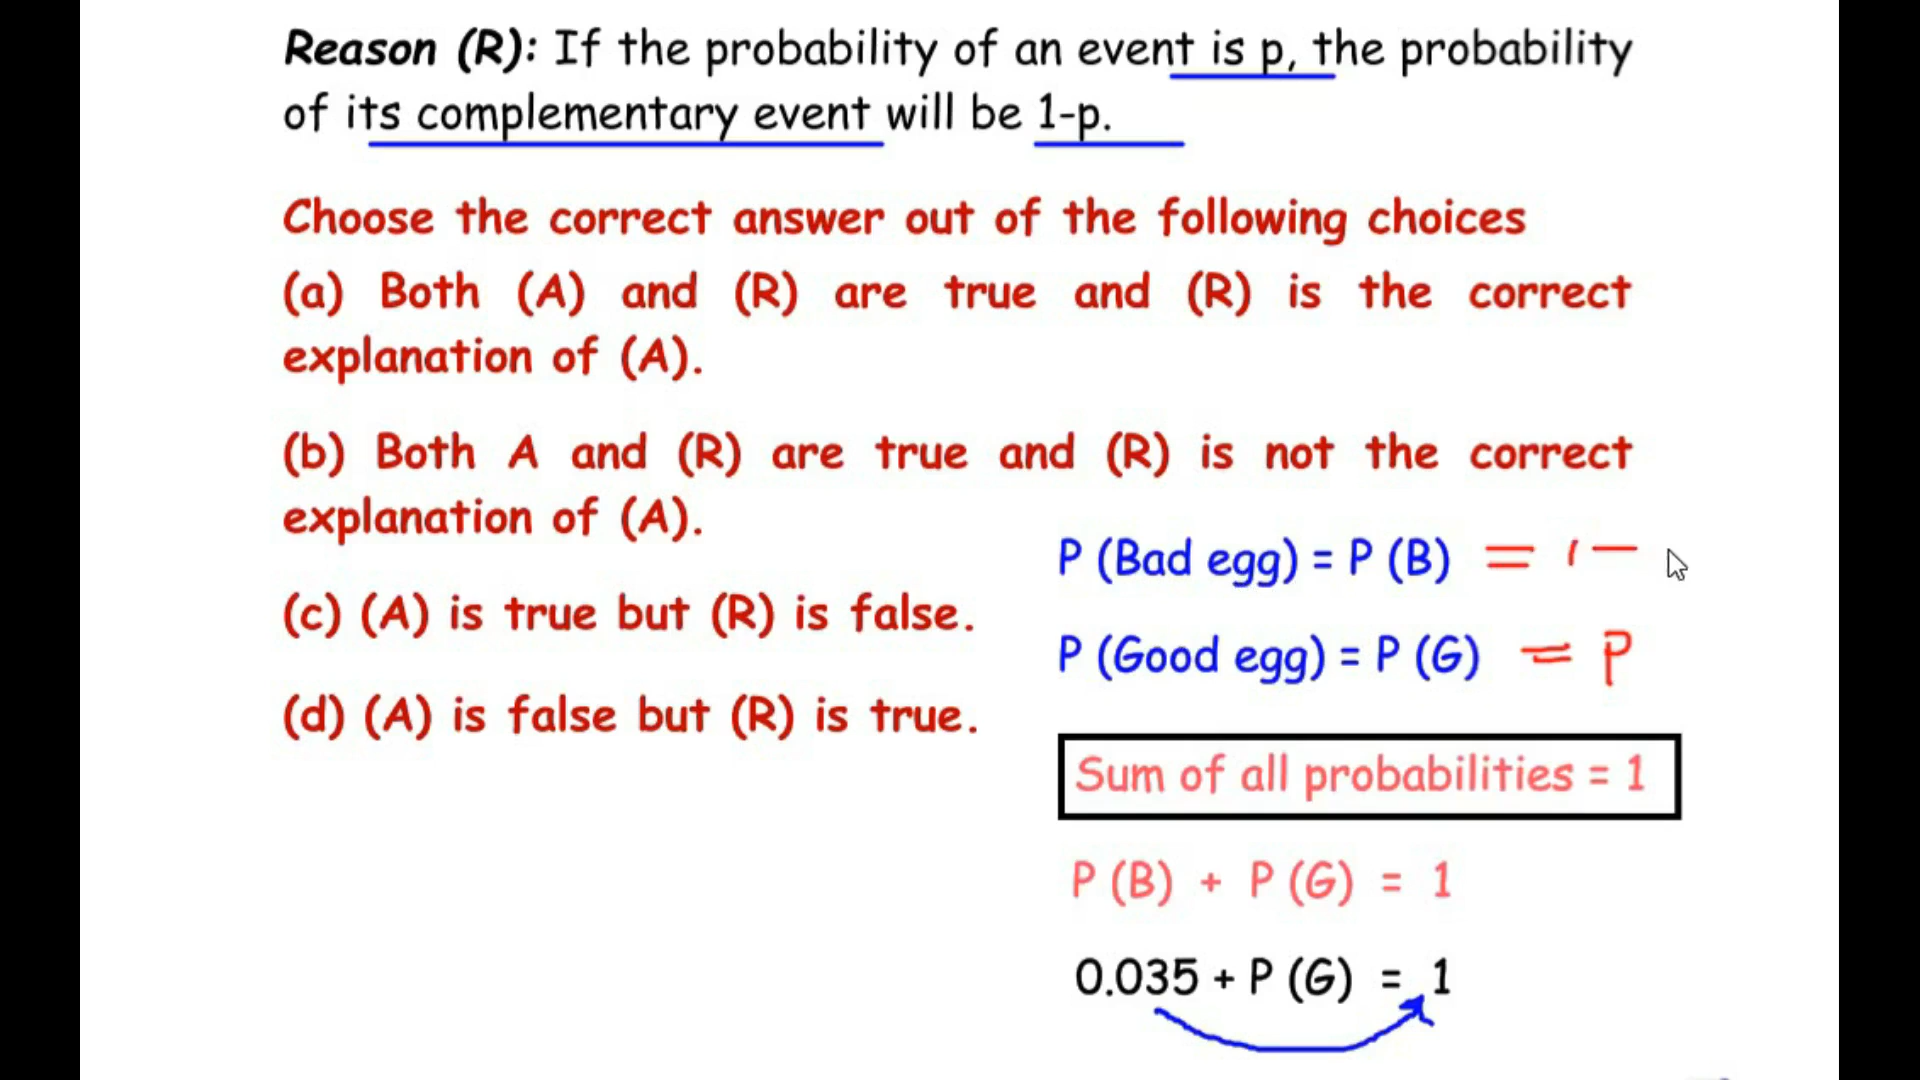 Reason (R): If the probability of an event is p, the probability
of its complementary event will be 1-p.
Choose the correct answer out of the following choices
(a) Both (A) and (R) are true and (R) is the correct
explanation of (A).
(b) Both A and (R) are true and (R) is not the correct
explanation of (A).
P (Bad egg) = P (B) = 1 -
(c) (A) is true but (R) is false.
P (Good egg) = P (G) = P
(d) (A) is false but (R) is true.
Sum of all probabilities = 1
P (B) + P (G) = 1
0.035 + P (G) = 1